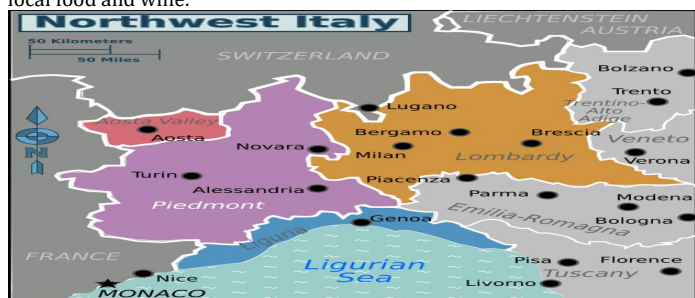 local food and wine.
Northwest Italy
50 Kilometers
50 Miles
LIECHTENSTEIN
AUSTRIA
SWITZERLAND
Bolzano
Trento
Trentino-
Alto
Adige
Lugano
Aosta Valley
Aosta
Bergamo
Brescia
Veneto
Novara
Milan
Lombardy
Verona
N
Turin
Piacenza
Alessandria
Parma
Modena
Piedmont
Emilia-Romagna
Bologna
Genoa
Liguria
FRANCE
Ligurian
Sea
Pisa
Florence
Nice
Tuscany
MONACO
Livorno